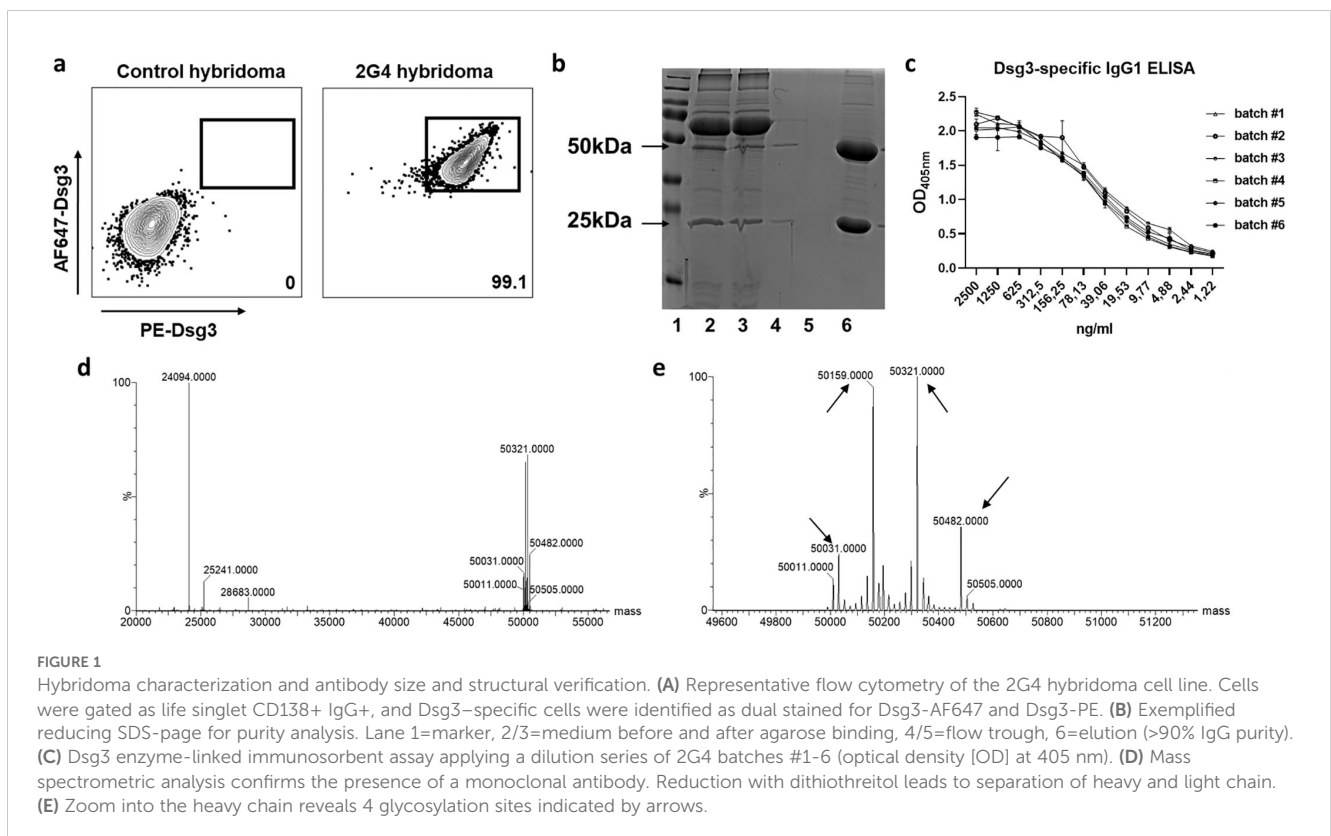 a
Control hybridoma
2G4 hybridoma
AF647-Dsg3
0
99.1
PE-Dsg3
b
50kDa
25kDa
1 2 3 4 5 6
c
Dsg3-specific IgG1 ELISA
OD405nm
2.5
2.0
1.5
1.0
0.5
0.0
2500
1250
625
312,5
156,25
78,13
39,06
19,53
9,77
4,88
2,44
1,22
ng/ml
batch #1
batch #2
batch #3
batch #4
batch #5
batch #6
d
100
%
0
24094.0000
25241.0000
28683.0000
50321.0000
50482.0000
50031.0000
50011.0000
50505.0000
mass
20000 25000 30000 35000 40000 45000 50000 55000
e
100
%
0
50159.0000
50321.0000
50482.0000
50031.0000
50011.0000
50505.0000
mass
49600 49800 50000 50200 50400 50600 50800 51000 51200
FIGURE 1
Hybridoma characterization and antibody size and structural verification. (A) Representative flow cytometry of the 2G4 hybridoma cell line. Cells
were gated as life singlet CD138+ IgG+, and Dsg3–specific cells were identified as dual stained for Dsg3-AF647 and Dsg3-PE. (B) Exemplified
reducing SDS-page for purity analysis. Lane 1=marker, 2/3=medium before and after agarose binding, 4/5=flow trough, 6=elution (>90% IgG purity).
(C) Dsg3 enzyme-linked immunosorbent assay applying a dilution series of 2G4 batches #1-6 (optical density [OD] at 405 nm). (D) Mass
spectrometric analysis confirms the presence of a monoclonal antibody. Reduction with dithiothreitol leads to separation of heavy and light chain.
(E) Zoom into the heavy chain reveals 4 glycosylation sites indicated by arrows.